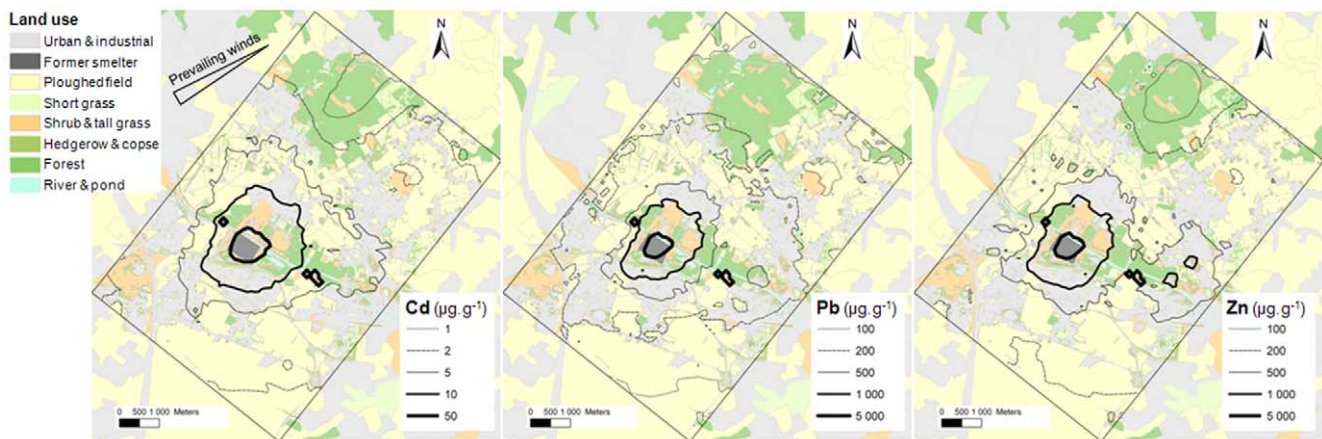 Land use
Urban & industrial
Former smelter
Ploughed field
Short grass
Shrub & tall grass
Hedgerow & copse
Forest
River & pond
Prevailing winds
N
Cd (µg.g⁻¹)
1
2
5
10
50
0 500 1 000 Meters
N
Pb (µg.g⁻¹)
100
200
500
1 000
5 000
0 500 1 000 Meters
N
Zn (µg.g⁻¹)
100
200
500
1 000
5 000
0 500 1 000 Meters